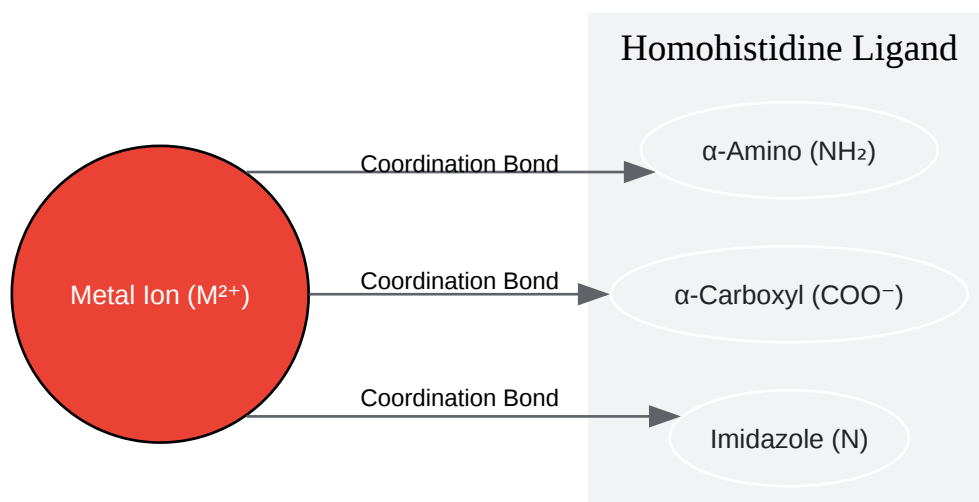 Homohistidine Ligand
Coordination Bond
α-Amino (NH₂)
Metal Ion (M²⁺)
Coordination Bond
α-Carboxyl (COO⁻)
Coordination Bond
Imidazole (N)